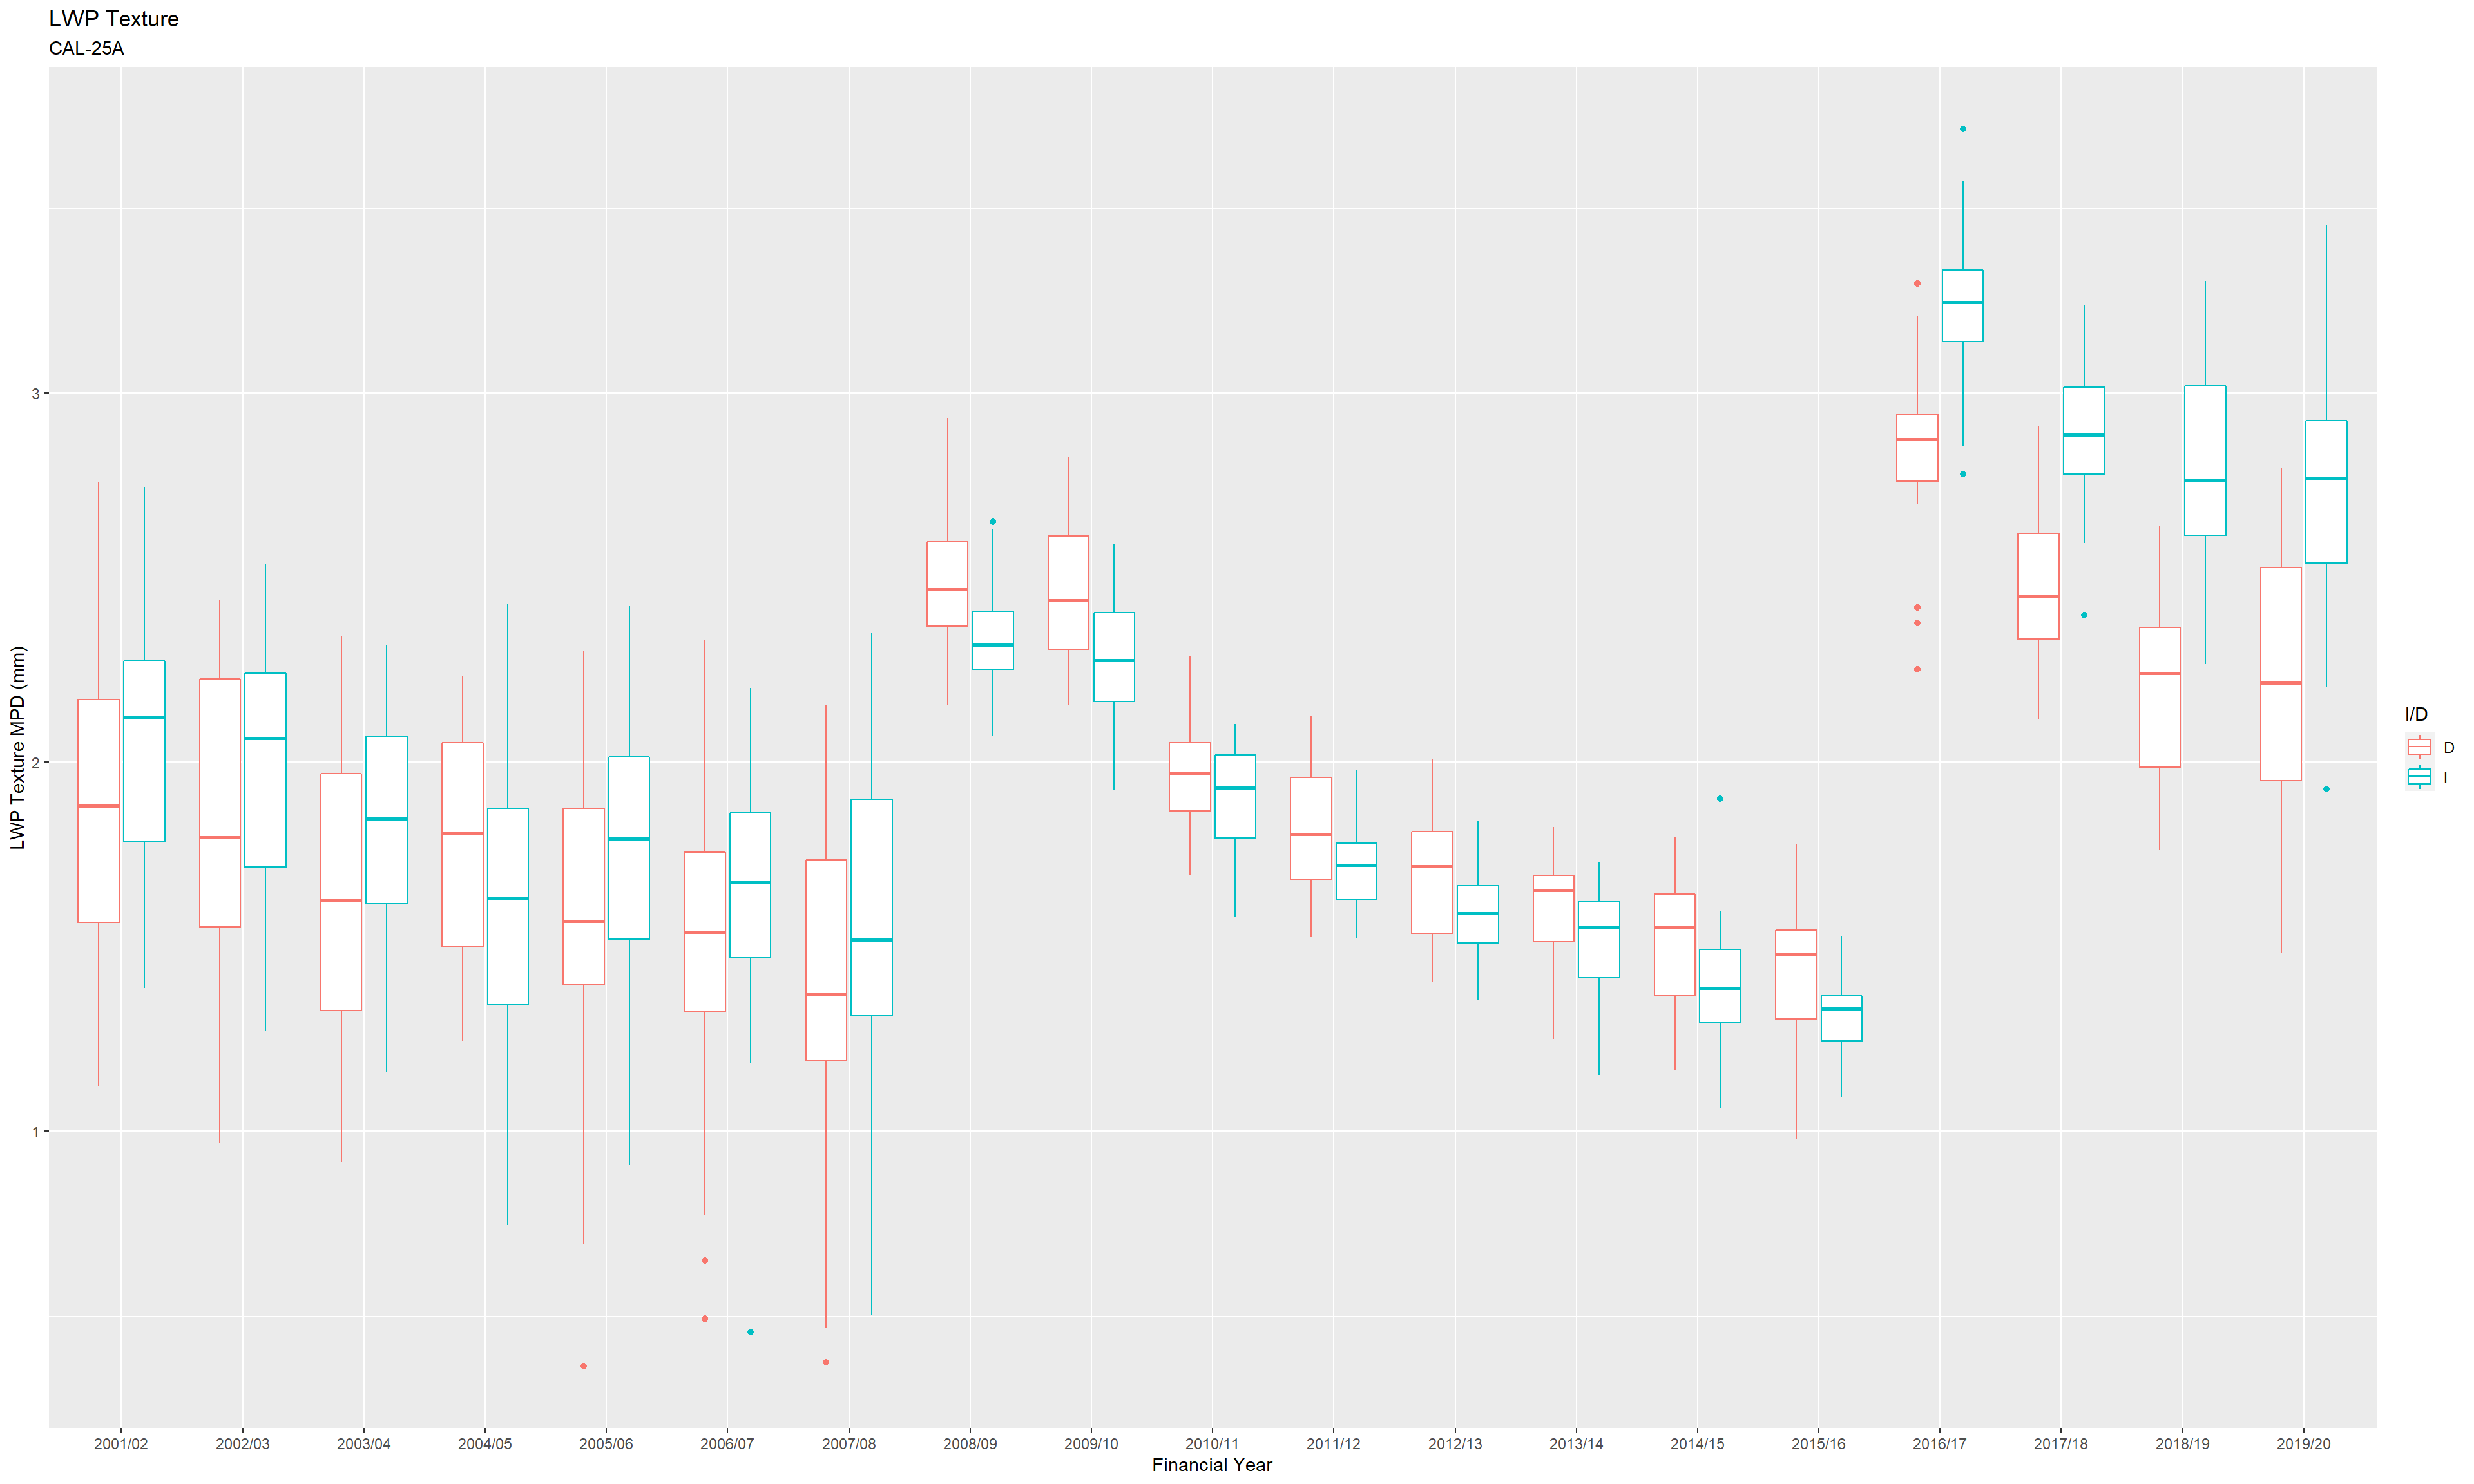 LWP Texture
CAL-25A
LWP Texture MPD (mm)
3
2
1
2001/02 2002/03 2003/04 2004/05 2005/06 2006/07 2007/08 2008/09 2009/10 2010/11 2011/12 2012/13 2013/14 2014/15 2015/16 2016/17 2017/18 2018/19 2019/20
Financial Year
I/D
D
I